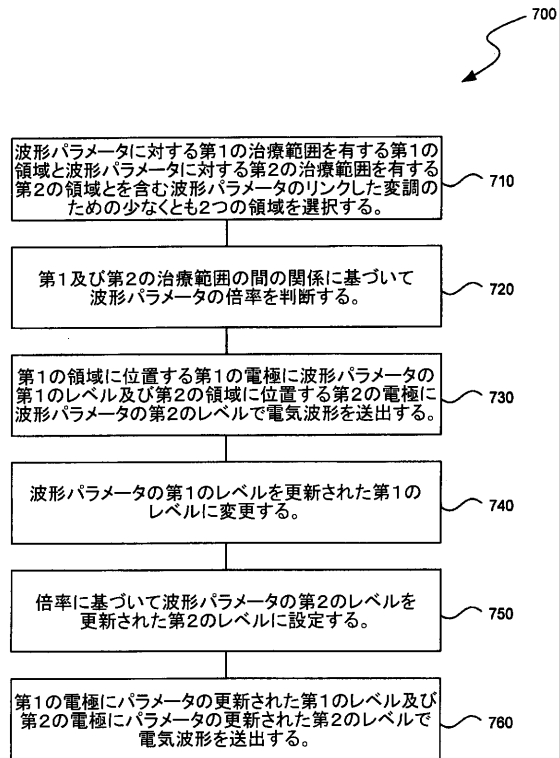 700
波形パラメータに対する第1の治療範囲を有する第1の
領域と波形パラメータに対する第2の治療範囲を有する
第2の領域とを含む波形パラメータのリンクした変調の
ための少なくとも2つの領域を選択する。
710
第1及び第2の治療範囲の間の関係に基づいて
波形パラメータの倍率を判断する。
720
第1の領域に位置する第1の電極に波形パラメータの
第1のレベル及び第2の領域に位置する第2の電極に
波形パラメータの第2のレベルで電気波形を送出する。
730
波形パラメータの第1のレベルを更新された第1の
レベルに変更する。
740
倍率に基づいて波形パラメータの第2のレベルを
更新された第2のレベルに設定する。
750
第1の電極にパラメータの更新された第1のレベル及び
第2の電極にパラメータの更新された第2のレベルで
電気波形を送出する。
760